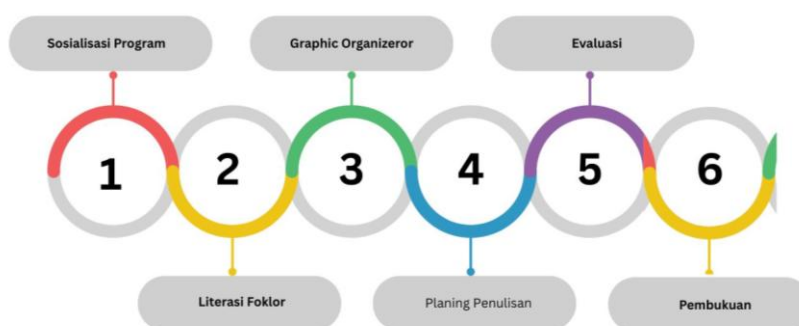 Sosialisasi Program
Graphic Organizeror
Evaluasi
1
2
3
4
5
6
Literasi Foklor
Planing Penulisan
Pembukuan